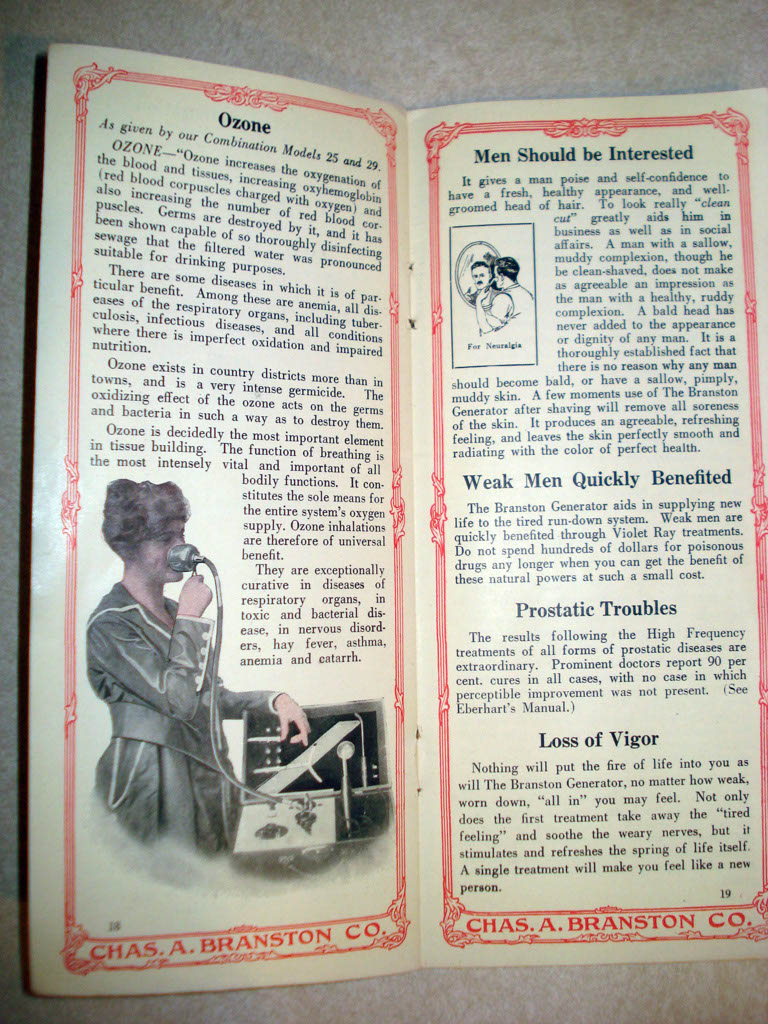 Ozone
As given by our Combination Models 25 and 29.
OZONE—"Ozone increases the oxygenation of
the blood and tissues, increasing oxyhemoglobin
(red blood corpuscles charged with oxygen) and
also increasing the number of red blood cor-
puscles. Germs are destroyed by it, and it has
been shown capable of so thoroughly disinfecting
sewage that the filtered water was pronounced
suitable for drinking purposes.
There are some diseases in which it is of par-
ticular benefit. Among these are anemia, all dis-
eases of the respiratory organs, including tuber-
culosis, infectious diseases, and all conditions
where there is imperfect oxidation and impaired
nutrition.
Ozone exists in country districts more than in
towns, and is a very intense germicide. The
oxidizing effect of the ozone acts on the germs
and bacteria in such a way as to destroy them.
Ozone is decidedly the most important element
in tissue building. The function of breathing is
the most intensely vital and important of all
bodily functions. It con-
stitutes the sole means for
the entire system's oxygen
supply. Ozone inhalations
are therefore of universal
benefit.
They are exceptionally
curative in diseases of
respiratory organs, in
toxic and bacterial dis-
ease, in nervous disord-
ers, hay fever, asthma,
anemia and catarrh.
18
CHAS. A. BRANSTON CO.
Men Should be Interested
It gives a man poise and self-confidence to
have a fresh, healthy appearance, and well-
groomed head of hair. To look really "clean
cut" greatly aids him in
business as well as in social
affairs. A man with a sallow,
muddy complexion, though he
be clean-shaved, does not make
as agreeable an impression as
the man with a healthy, ruddy
complexion. A bald head has
never added to the appearance
or dignity of any man. It is a
thoroughly established fact that
there is no reason why any man
For Neuralgia
should become bald, or have a sallow, pimply,
muddy skin. A few moments use of The Branston
Generator after shaving will remove all soreness
of the skin. It produces an agreeable, refreshing
feeling, and leaves the skin perfectly smooth and
radiating with the color of perfect health.
Weak Men Quickly Benefited
The Branston Generator aids in supplying new
life to the tired run-down system. Weak men are
quickly benefited through Violet Ray treatments.
Do not spend hundreds of dollars for poisonous
drugs any longer when you can get the benefit of
these natural powers at such a small cost.
Prostatic Troubles
The results following the High Frequency
treatments of all forms of prostatic diseases are
extraordinary. Prominent doctors report 90 per
cent. cures in all cases, with no case in which
perceptible improvement was not present. (See
Eberhart's Manual.)
Loss of Vigor
Nothing will put the fire of life into you as
will The Branston Generator, no matter how weak,
worn down, "all in" you may feel. Not only
does the first treatment take away the "tired
feeling" and soothe the weary nerves, but it
stimulates and refreshes the spring of life itself.
A single treatment will make you feel like a new
person.
19
CHAS. A. BRANSTON CO.